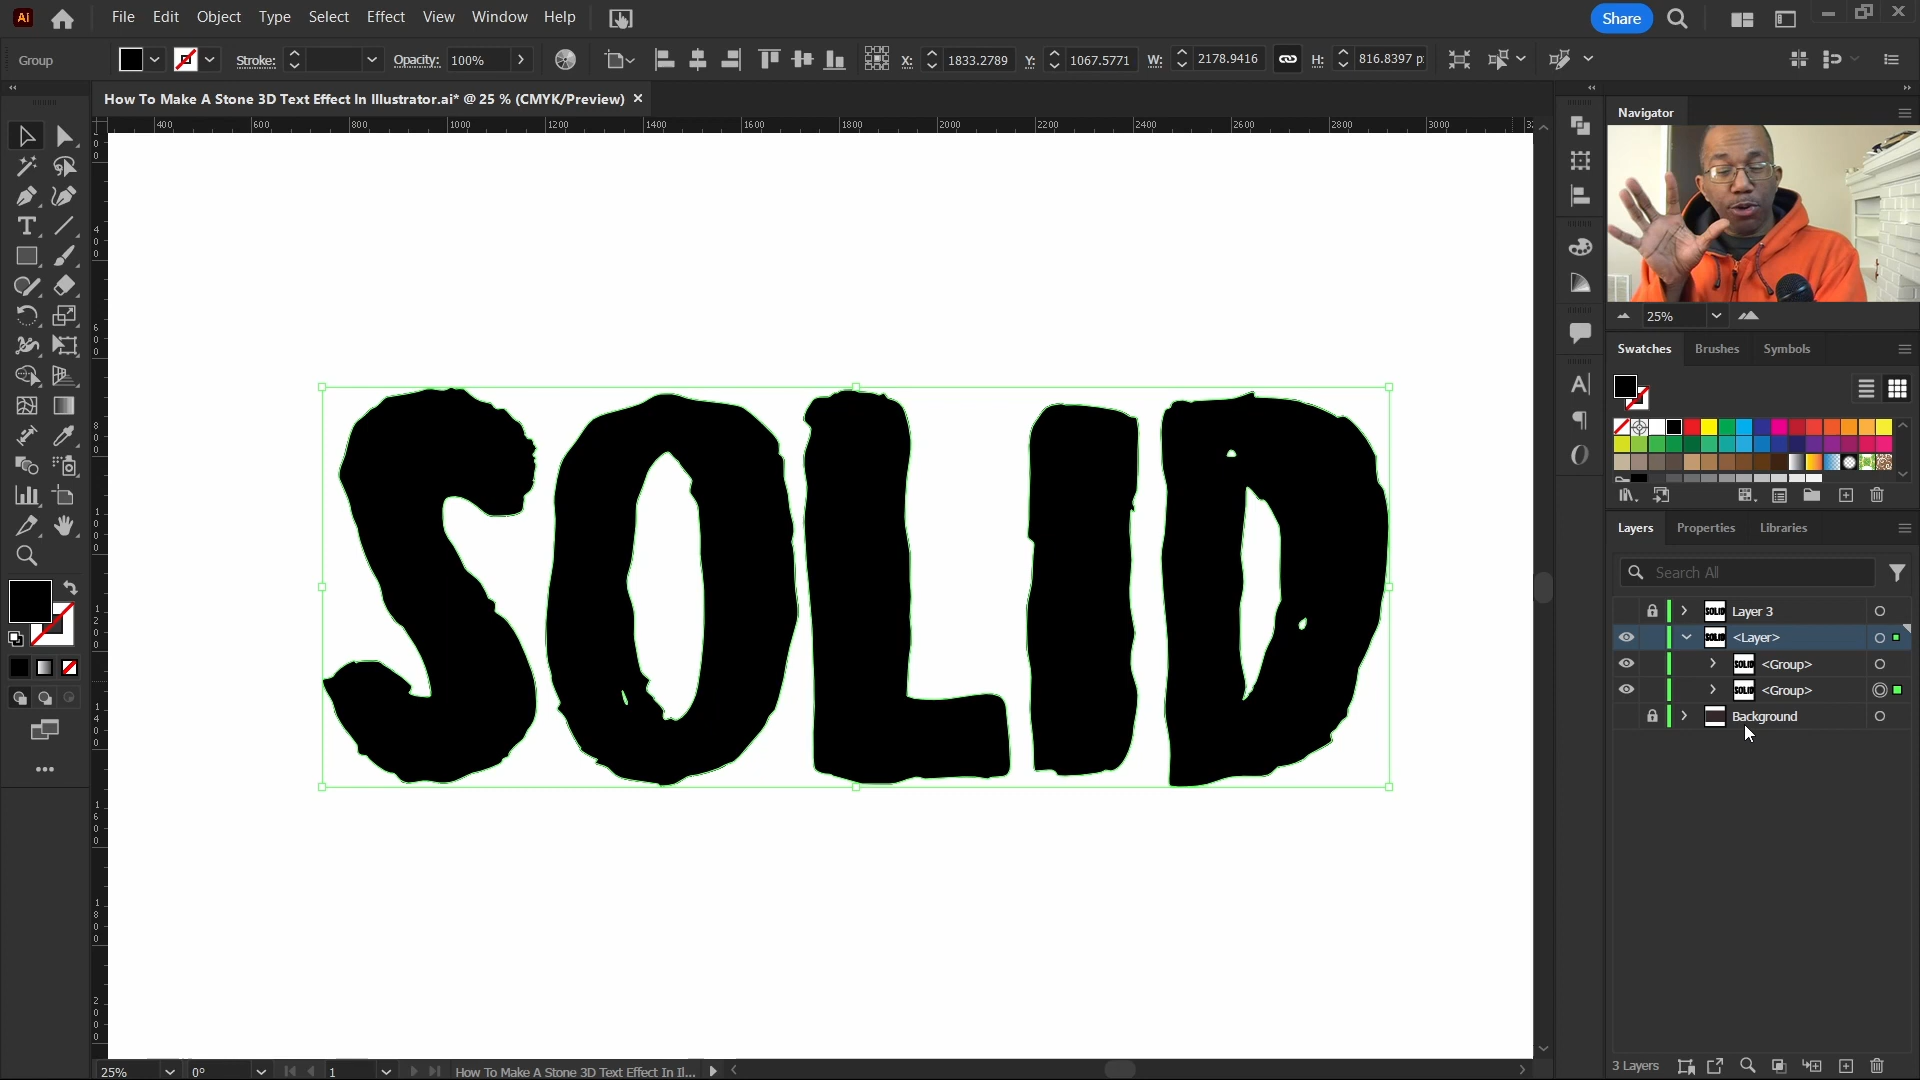 Ai File Edit Object Type Select Effect View Window Help Share
Group Stroke: Opacity: 100% X: 1833.2789 Y: 1067.5771 W: 2178.9416 H: 816.8397 p
How To Make A Stone 3D Text Effect In Illustrator.ai* @ 25 % (CMYK/Preview)
400 600 800 1000 1200 1400 1600 1800 2000 2200 2400 2600 2800 3000
SOLID
Navigator
25%
Swatches Brushes Symbols
Layers Properties Libraries
Search All
SOLID Layer 3
SOLID <Layer>
SOLID <Group>
SOLID <Group>
Background
3 Layers
25% 0° 1 How To Make A Stone 3D Text Effect In Il...